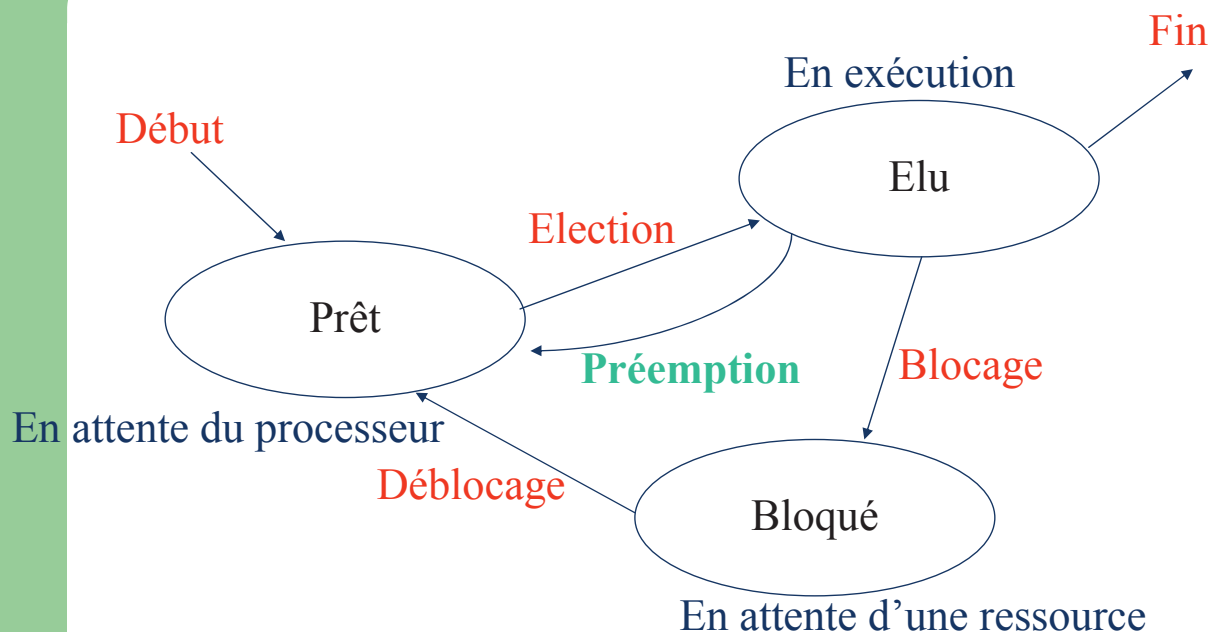 Fin
En exécution
Début
Elu
Election
Prêt
Préemption
Blocage
En attente du processeur
Déblocage
Bloqué
En attente d’une ressource